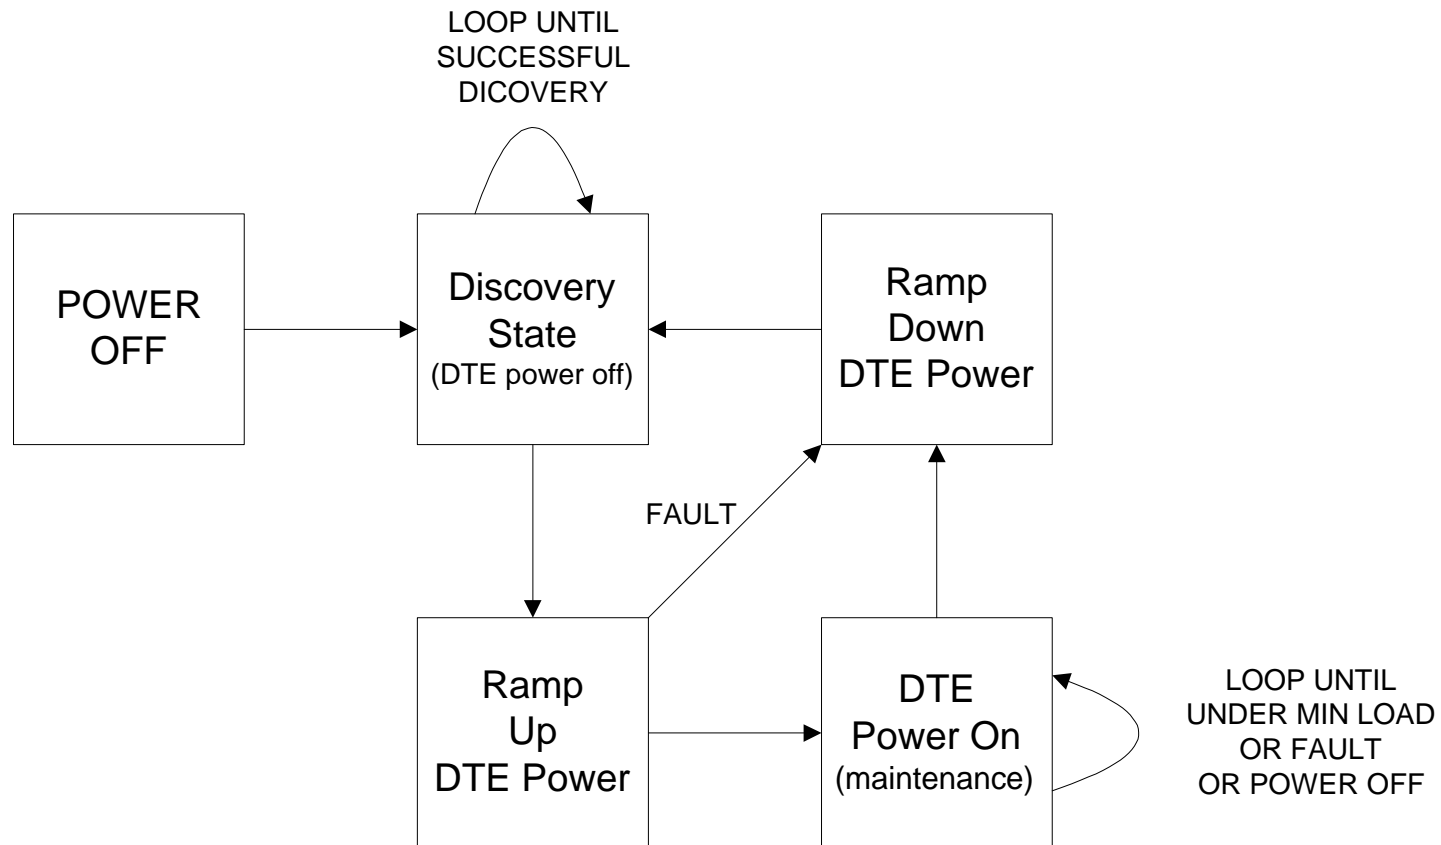 LOOP UNTIL
SUCCESSFUL
DICOVERY
POWER
OFF
Discovery
State
(DTE power off)
Ramp
Down
DTE Power
FAULT
Ramp
Up
DTE Power
DTE
Power On
(maintenance)
LOOP UNTIL
UNDER MIN LOAD
OR FAULT
OR POWER OFF